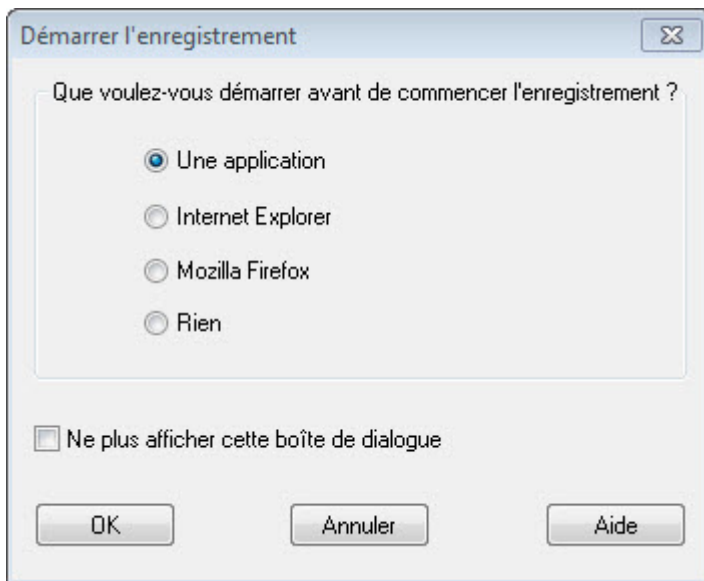 Démarrer l'enregistrement
Que voulez-vous démarrer avant de commencer l'enregistrement ?
Une application
Internet Explorer
Mozilla Firefox
Rien
Ne plus afficher cette boîte de dialogue
OK Annuler Aide